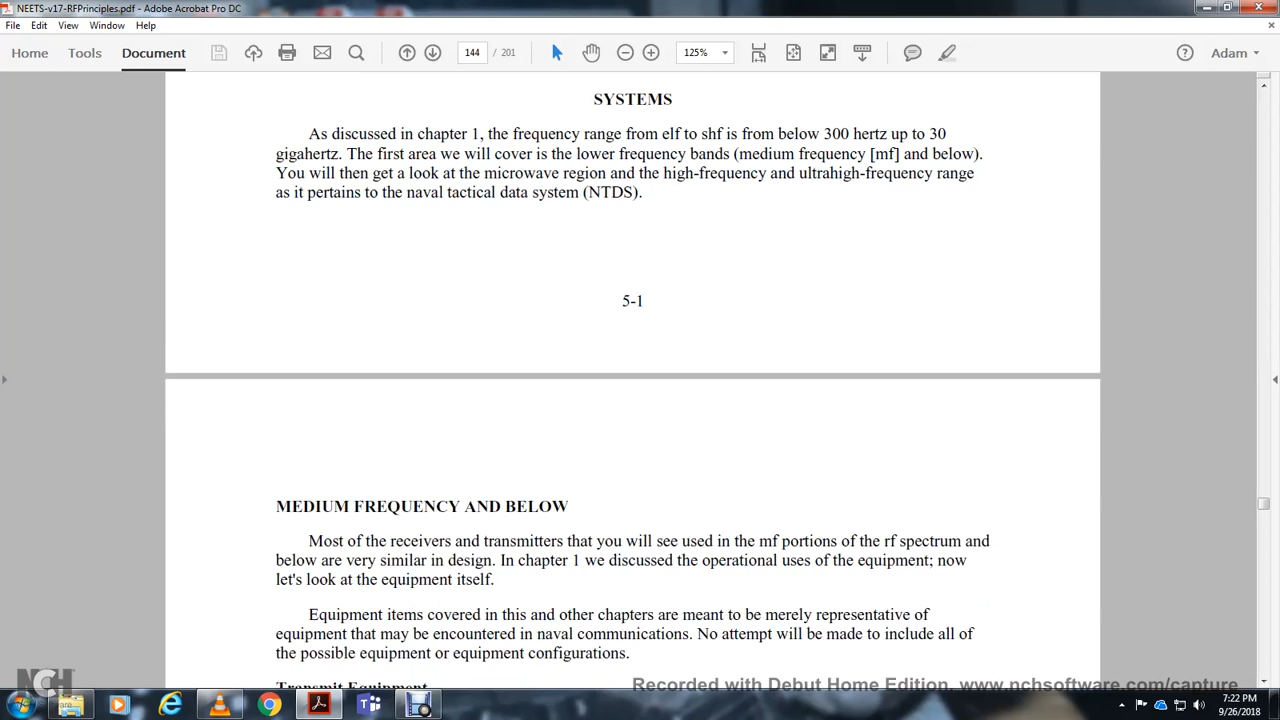 NEETS-v17-RFPrinciples.pdf - Adobe Acrobat Pro DC
File Edit View Window Help
Home Tools Document 144 / 201 125% Adam
SYSTEMS
As discussed in chapter 1, the frequency range from elf to shf is from below 300 hertz up to 30
gigahertz. The first area we will cover is the lower frequency bands (medium frequency [mf] and below).
You will then get a look at the microwave region and the high-frequency and ultrahigh-frequency range
as it pertains to the naval tactical data system (NTDS).
5-1
MEDIUM FREQUENCY AND BELOW
Most of the receivers and transmitters that you will see used in the mf portions of the rf spectrum and
below are very similar in design. In chapter 1 we discussed the operational uses of the equipment; now
let's look at the equipment itself.
Equipment items covered in this and other chapters are meant to be merely representative of
equipment that may be encountered in naval communications. No attempt will be made to include all of
the possible equipment or equipment configurations.
Transmit Equipment
NCH
ware
Recorded with Debut Home Edition. www.nchsoftware.com/capture
7:22 PM
9/26/2018